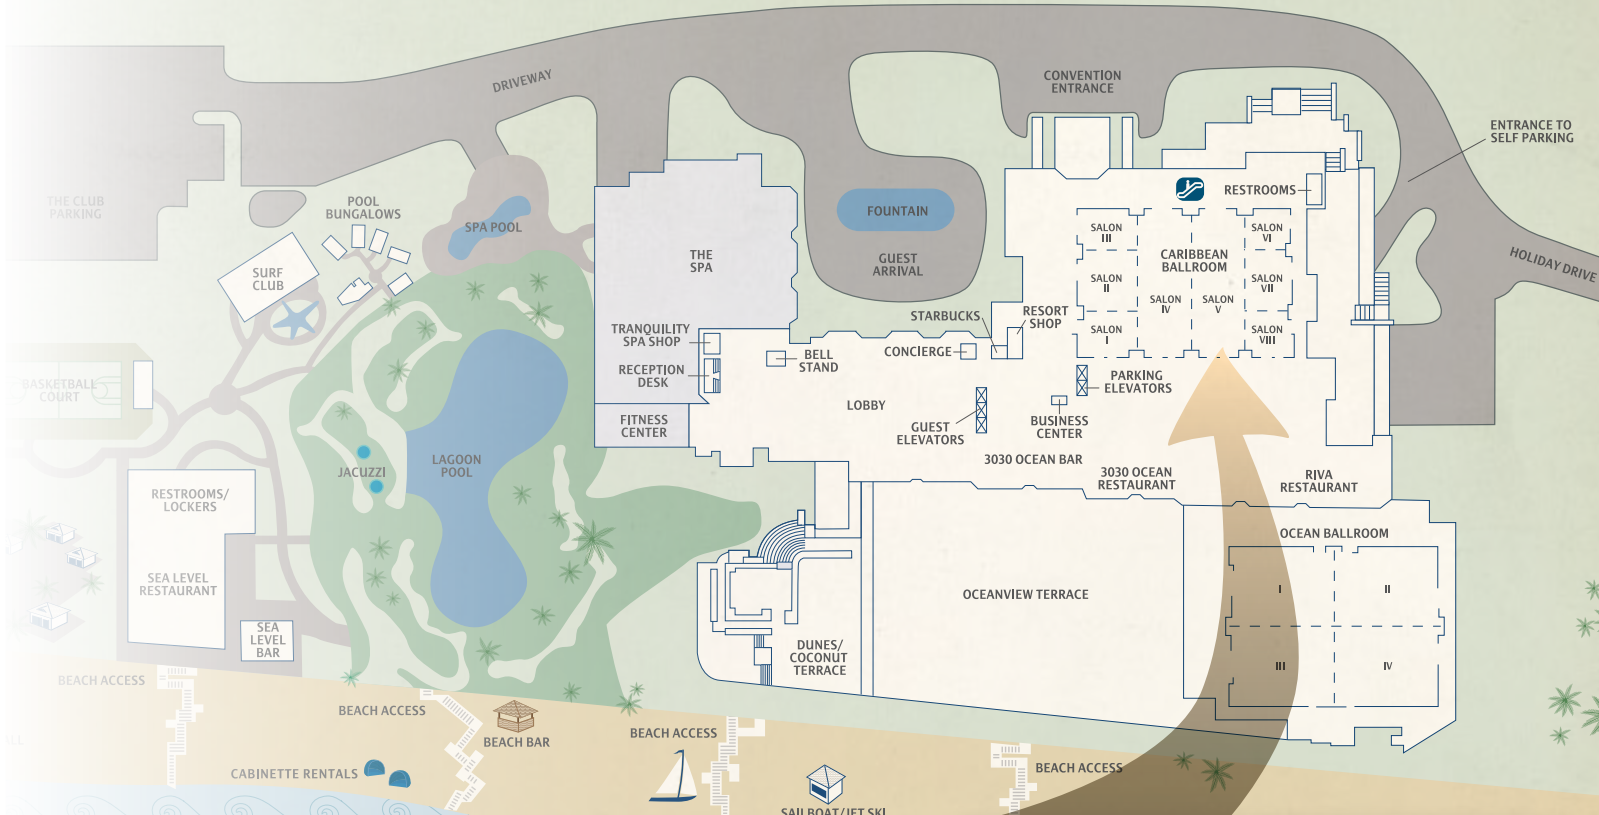 DRIVEWAY
CONVENTION
ENTRANCE
ENTRANCE TO
SELF PARKING
THE CLUB
PARKING
POOL
BUNGALOWS
SPA POOL
FOUNTAIN
RESTROOMS
SURF
CLUB
THE
SPA
GUEST
ARRIVAL
SALON
III
CARIBBEAN
BALLROOM
SALON
VI
HOLIDAY DRIVE
SALON
II
SALON
IV
SALON
V
SALON
VII
STARBUCKS
RESORT
SHOP
SALON
I
SALON
VIII
TRANQUILITY
SPA SHOP
BELL
STAND
CONCIERGE
RECEPTION
DESK
PARKING
ELEVATORS
BASKETBALL
COURT
LOBBY
FITNESS
CENTER
GUEST
ELEVATORS
BUSINESS
CENTER
JACUZZI
LAGOON
POOL
3030 OCEAN BAR
3030 OCEAN
RESTAURANT
RIVA
RESTAURANT
RESTROOMS/
LOCKERS
OCEAN BALLROOM
SEA LEVEL
RESTAURANT
OCEANVIEW TERRACE
I
II
SEA
LEVEL
BAR
DUNES/
COCONUT
TERRACE
III
IV
BEACH ACCESS
BEACH ACCESS
BEACH BAR
BEACH ACCESS
CABINETTE RENTALS
BEACH ACCESS
SAILBOAT/JET SKI